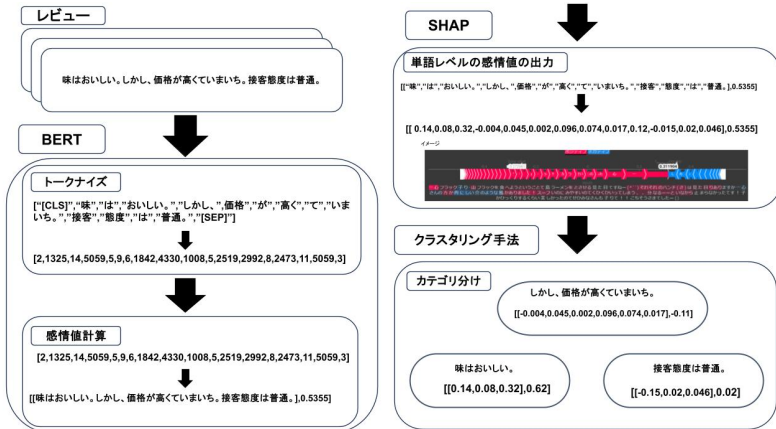 レビュー
味はおいしい。しかし、価格が高くていまいち。接客態度は普通。
BERT
トークナイズ
["[CLS]","味","は","おいしい。","しかし、",価格","が","高く","て","いま
いち。","接客","態度","は","普通。","[SEP]"]
[2,1325,14,5059,5,9,6,1842,4330,1008,5,2519,2992,8,2473,11,5059,3]
感情値計算
[2,1325,14,5059,5,9,6,1842,4330,1008,5,2519,2992,8,2473,11,5059,3]
[[味はおいしい。しかし、価格が高くていまいち。接客態度は普通。],0.5355]
SHAP
単語レベルの感情値の出力
[["味","は","おいしい。","しかし、",価格","が","高く","て","いまいち。","接客","態度","は","普通。],0.5355]
[[ 0.14,0.08,0.32,-0.004,0.045,0.002,0.096,0.074,0.017,0.12,-0.015,0.02,0.046],0.5355]
イメージ
クラスタリング手法
カテゴリ分け
しかし、価格が高くていまいち。
[[-0.004,0.045,0.002,0.096,0.074,0.017],-0.11]
味はおいしい。
[[0.14,0.08,0.32],0.62]
接客態度は普通。
[[-0.15,0.02,0.046],0.02]